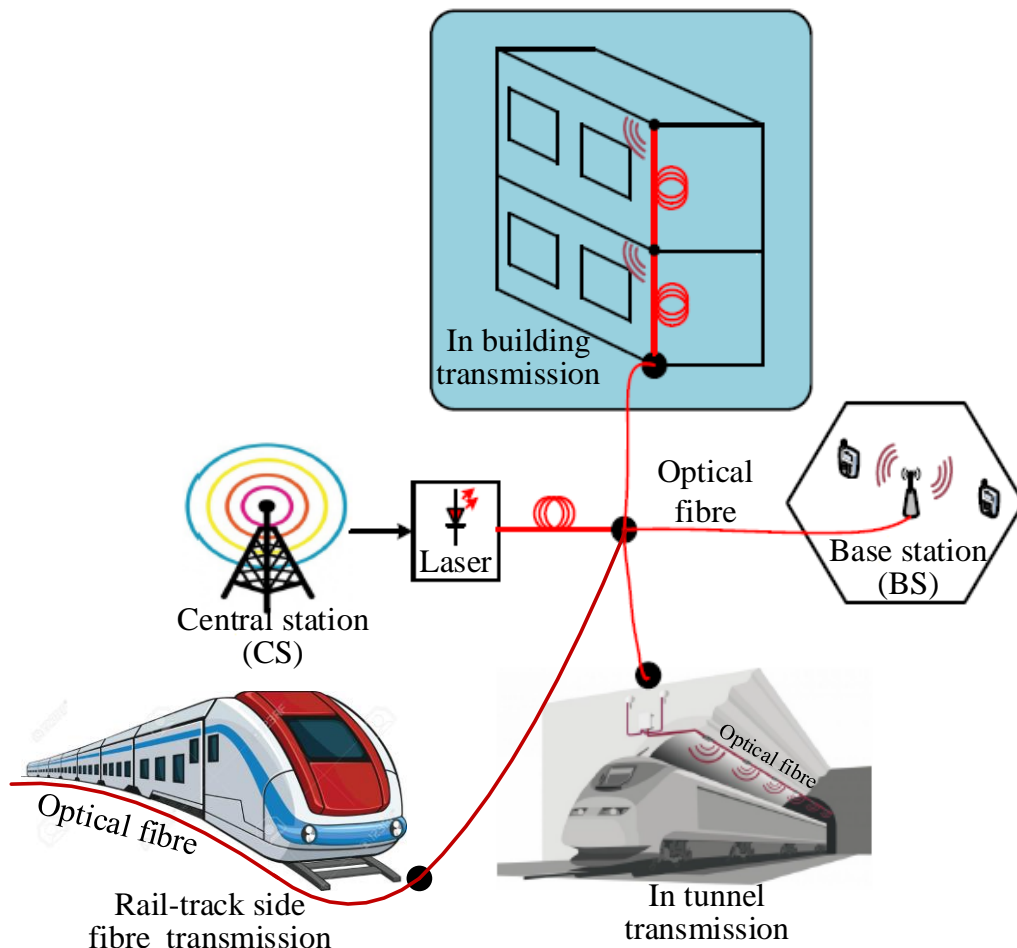 In building
transmission
Optical
fibre
Laser
Base station
(BS)
Central station
(CS)
Optical fibre
Optical fibre
Rail-track side
fibre transmission
In tunnel
transmission